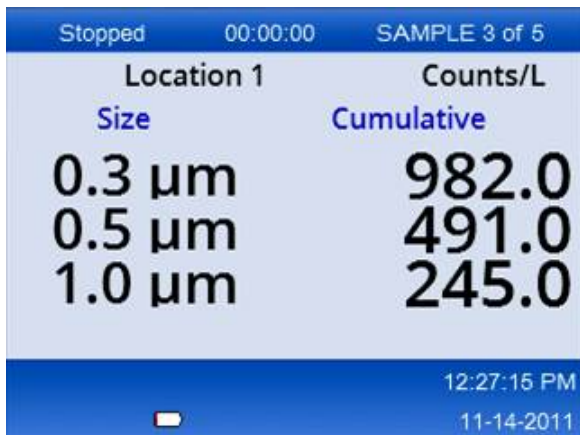 Stopped 00:00:00 SAMPLE 3 of 5
Location 1 Counts/L
Size Cumulative
0.3 µm 982.0
0.5 µm 491.0
1.0 µm 245.0
12:27:15 PM
11-14-2011